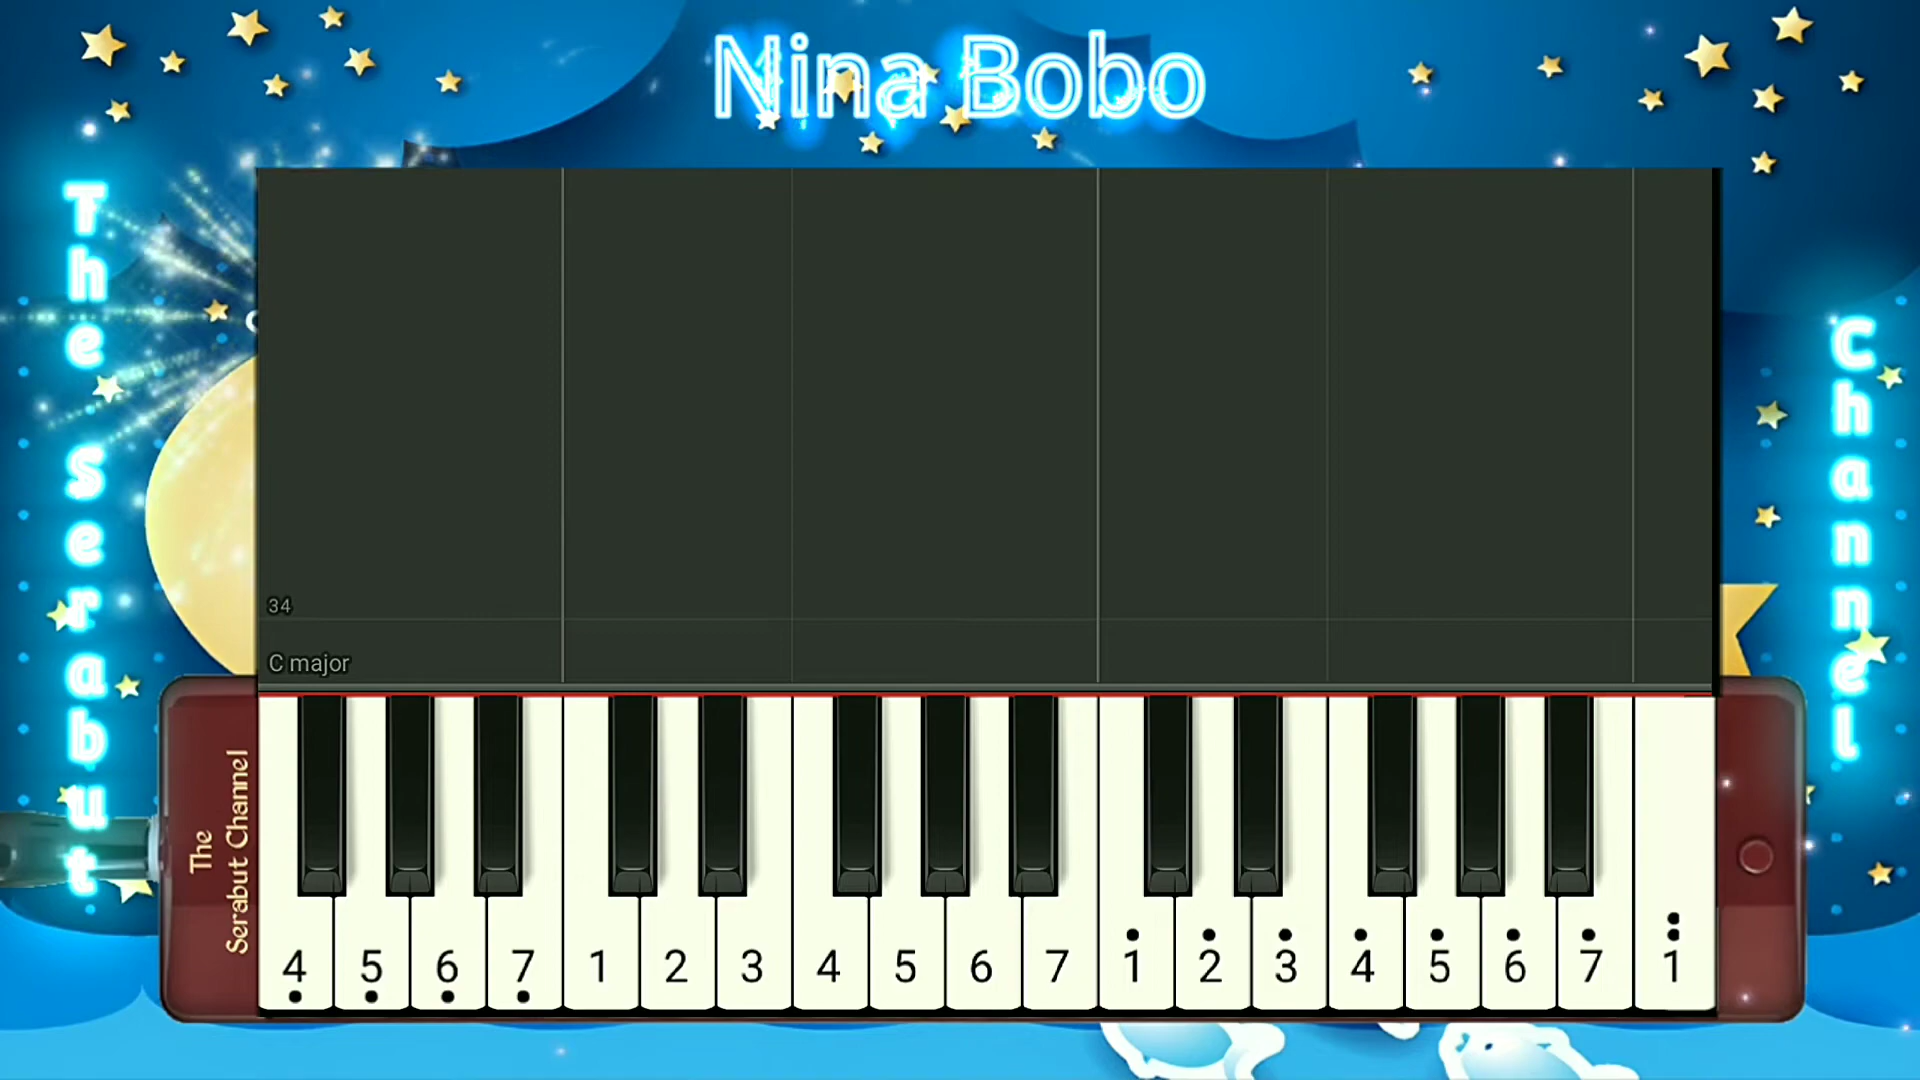 Nina Bobo
The Serabut
Channel
34
C major
The
Serabut Channel
4 5 6 7 1 2 3 4 5 6 7 1 2 3 4 5 6 7 1